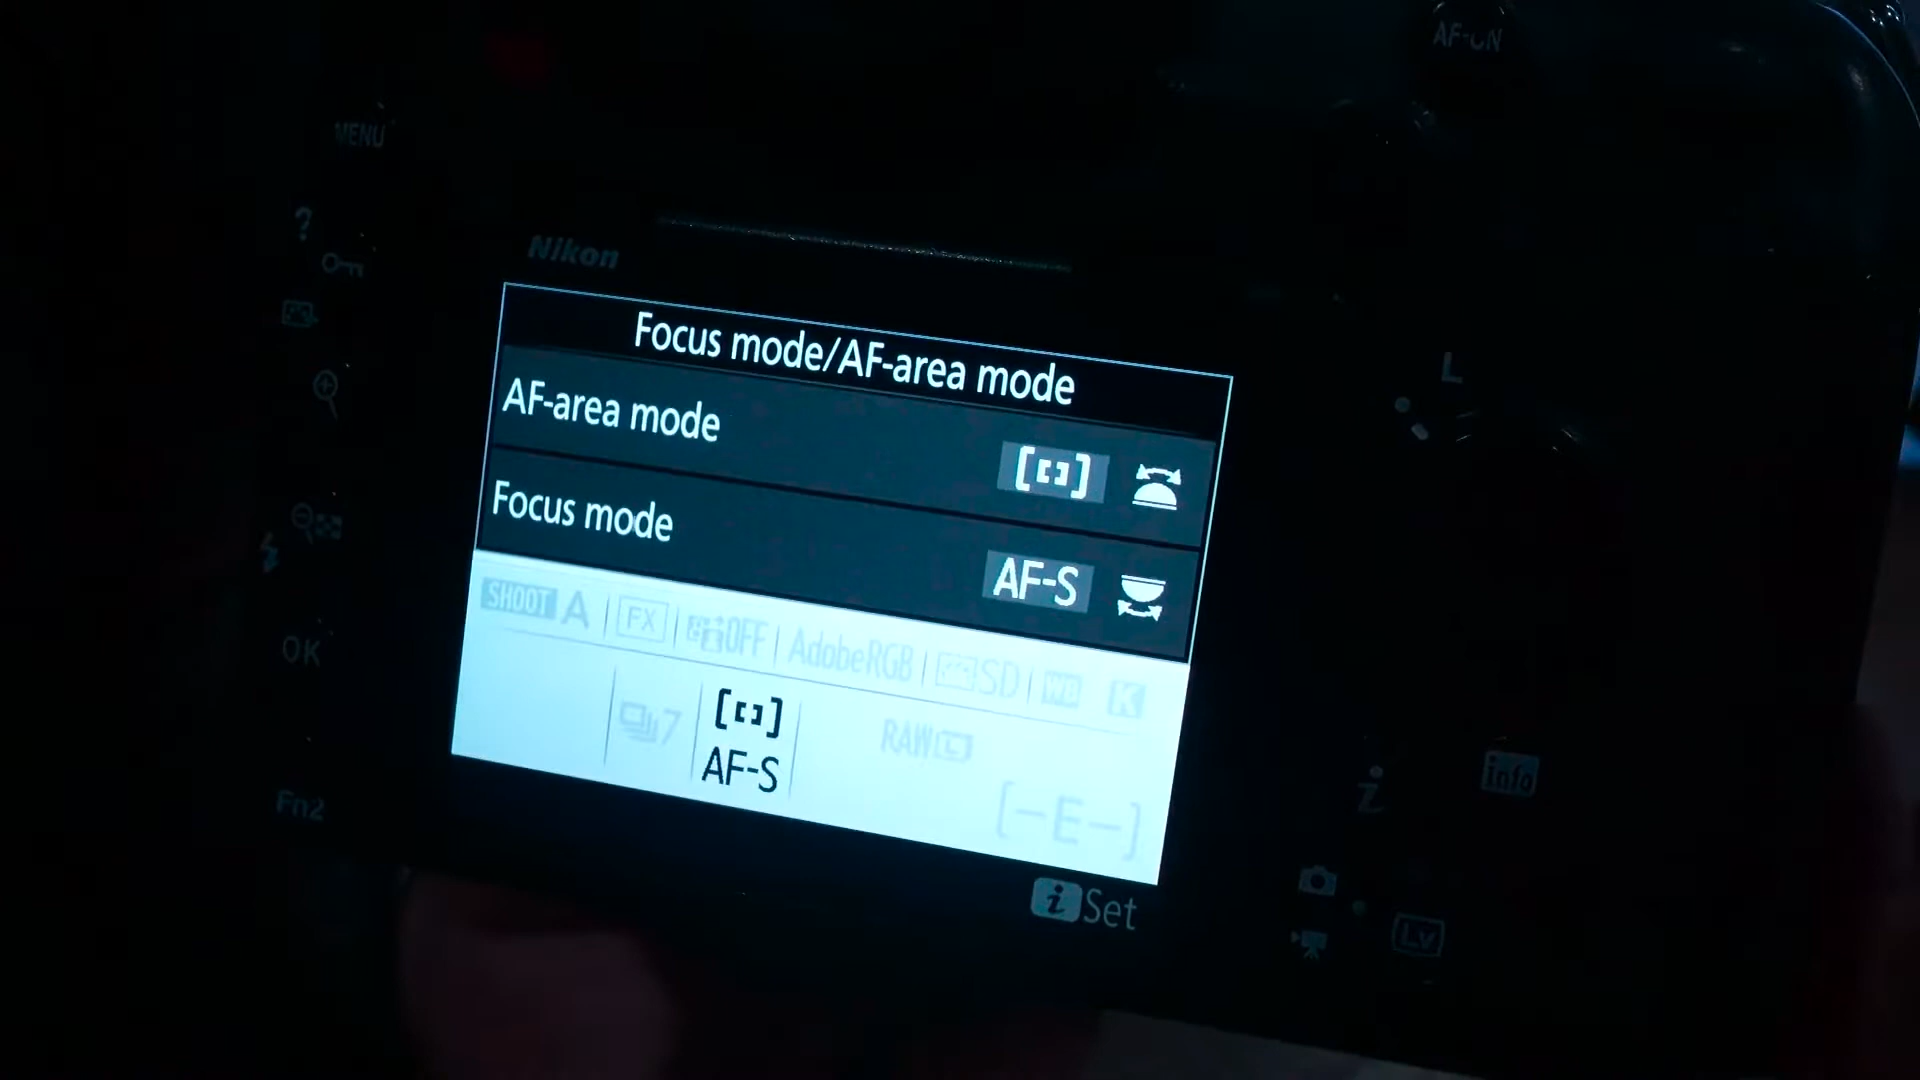 AF-ON
MENU
?
Nikon
Focus mode/AF-area mode
AF-area mode
[[ ]]
Focus mode
AF-S
L
SHOOT A FX OFF AdobeRGB SD WB K
7 [[ ]] RAW L
AF-S
[-E-]
OK
i info
Fn2
i Set
Lv